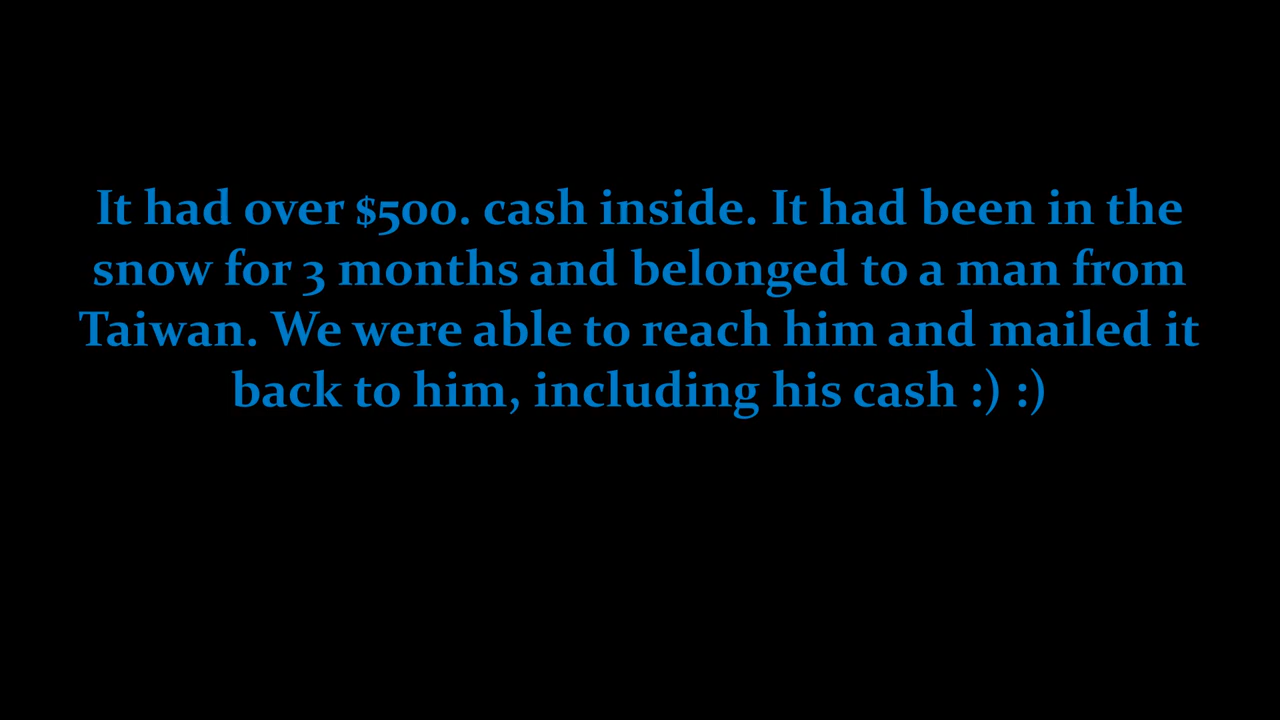 It had over $500. cash inside. It had been in the
snow for 3 months and belonged to a man from
Taiwan. We were able to reach him and mailed it
back to him, including his cash :) :)